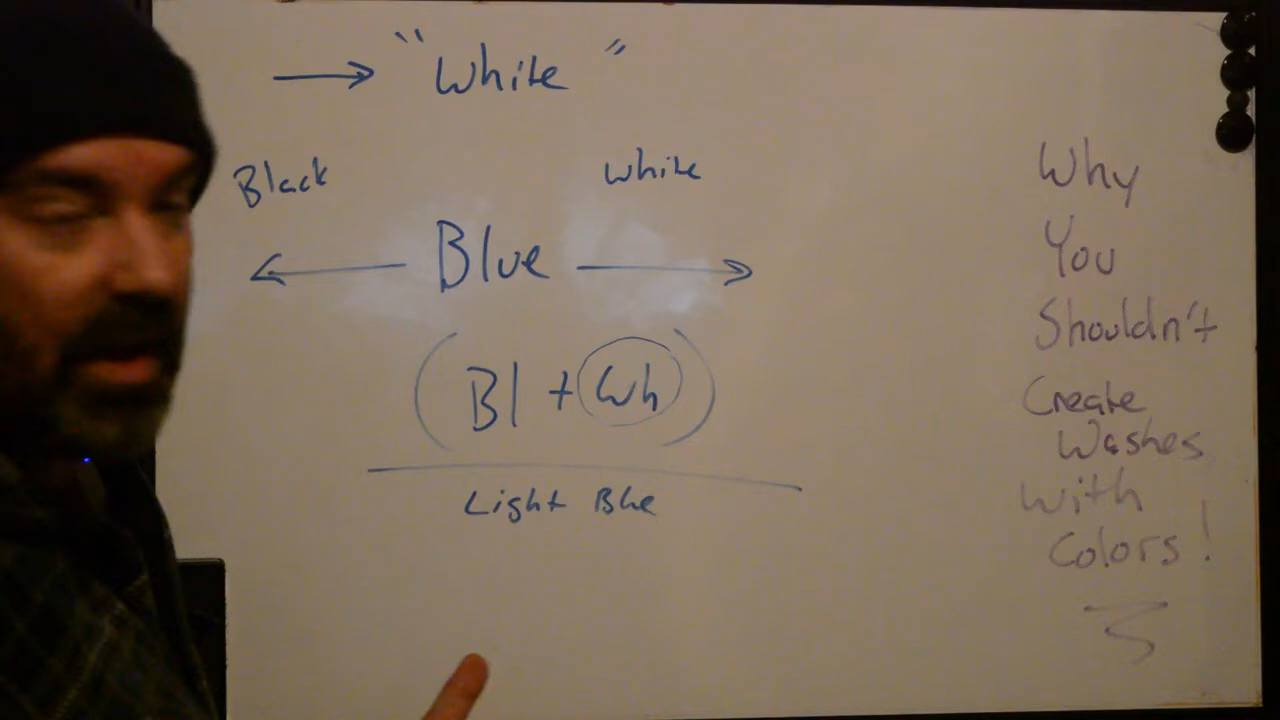 → "White"
Black White
← Blue →
(Bl + Wh)
Light Blue
Why
You
Shouldn't
Create
Washes
With
Colors!